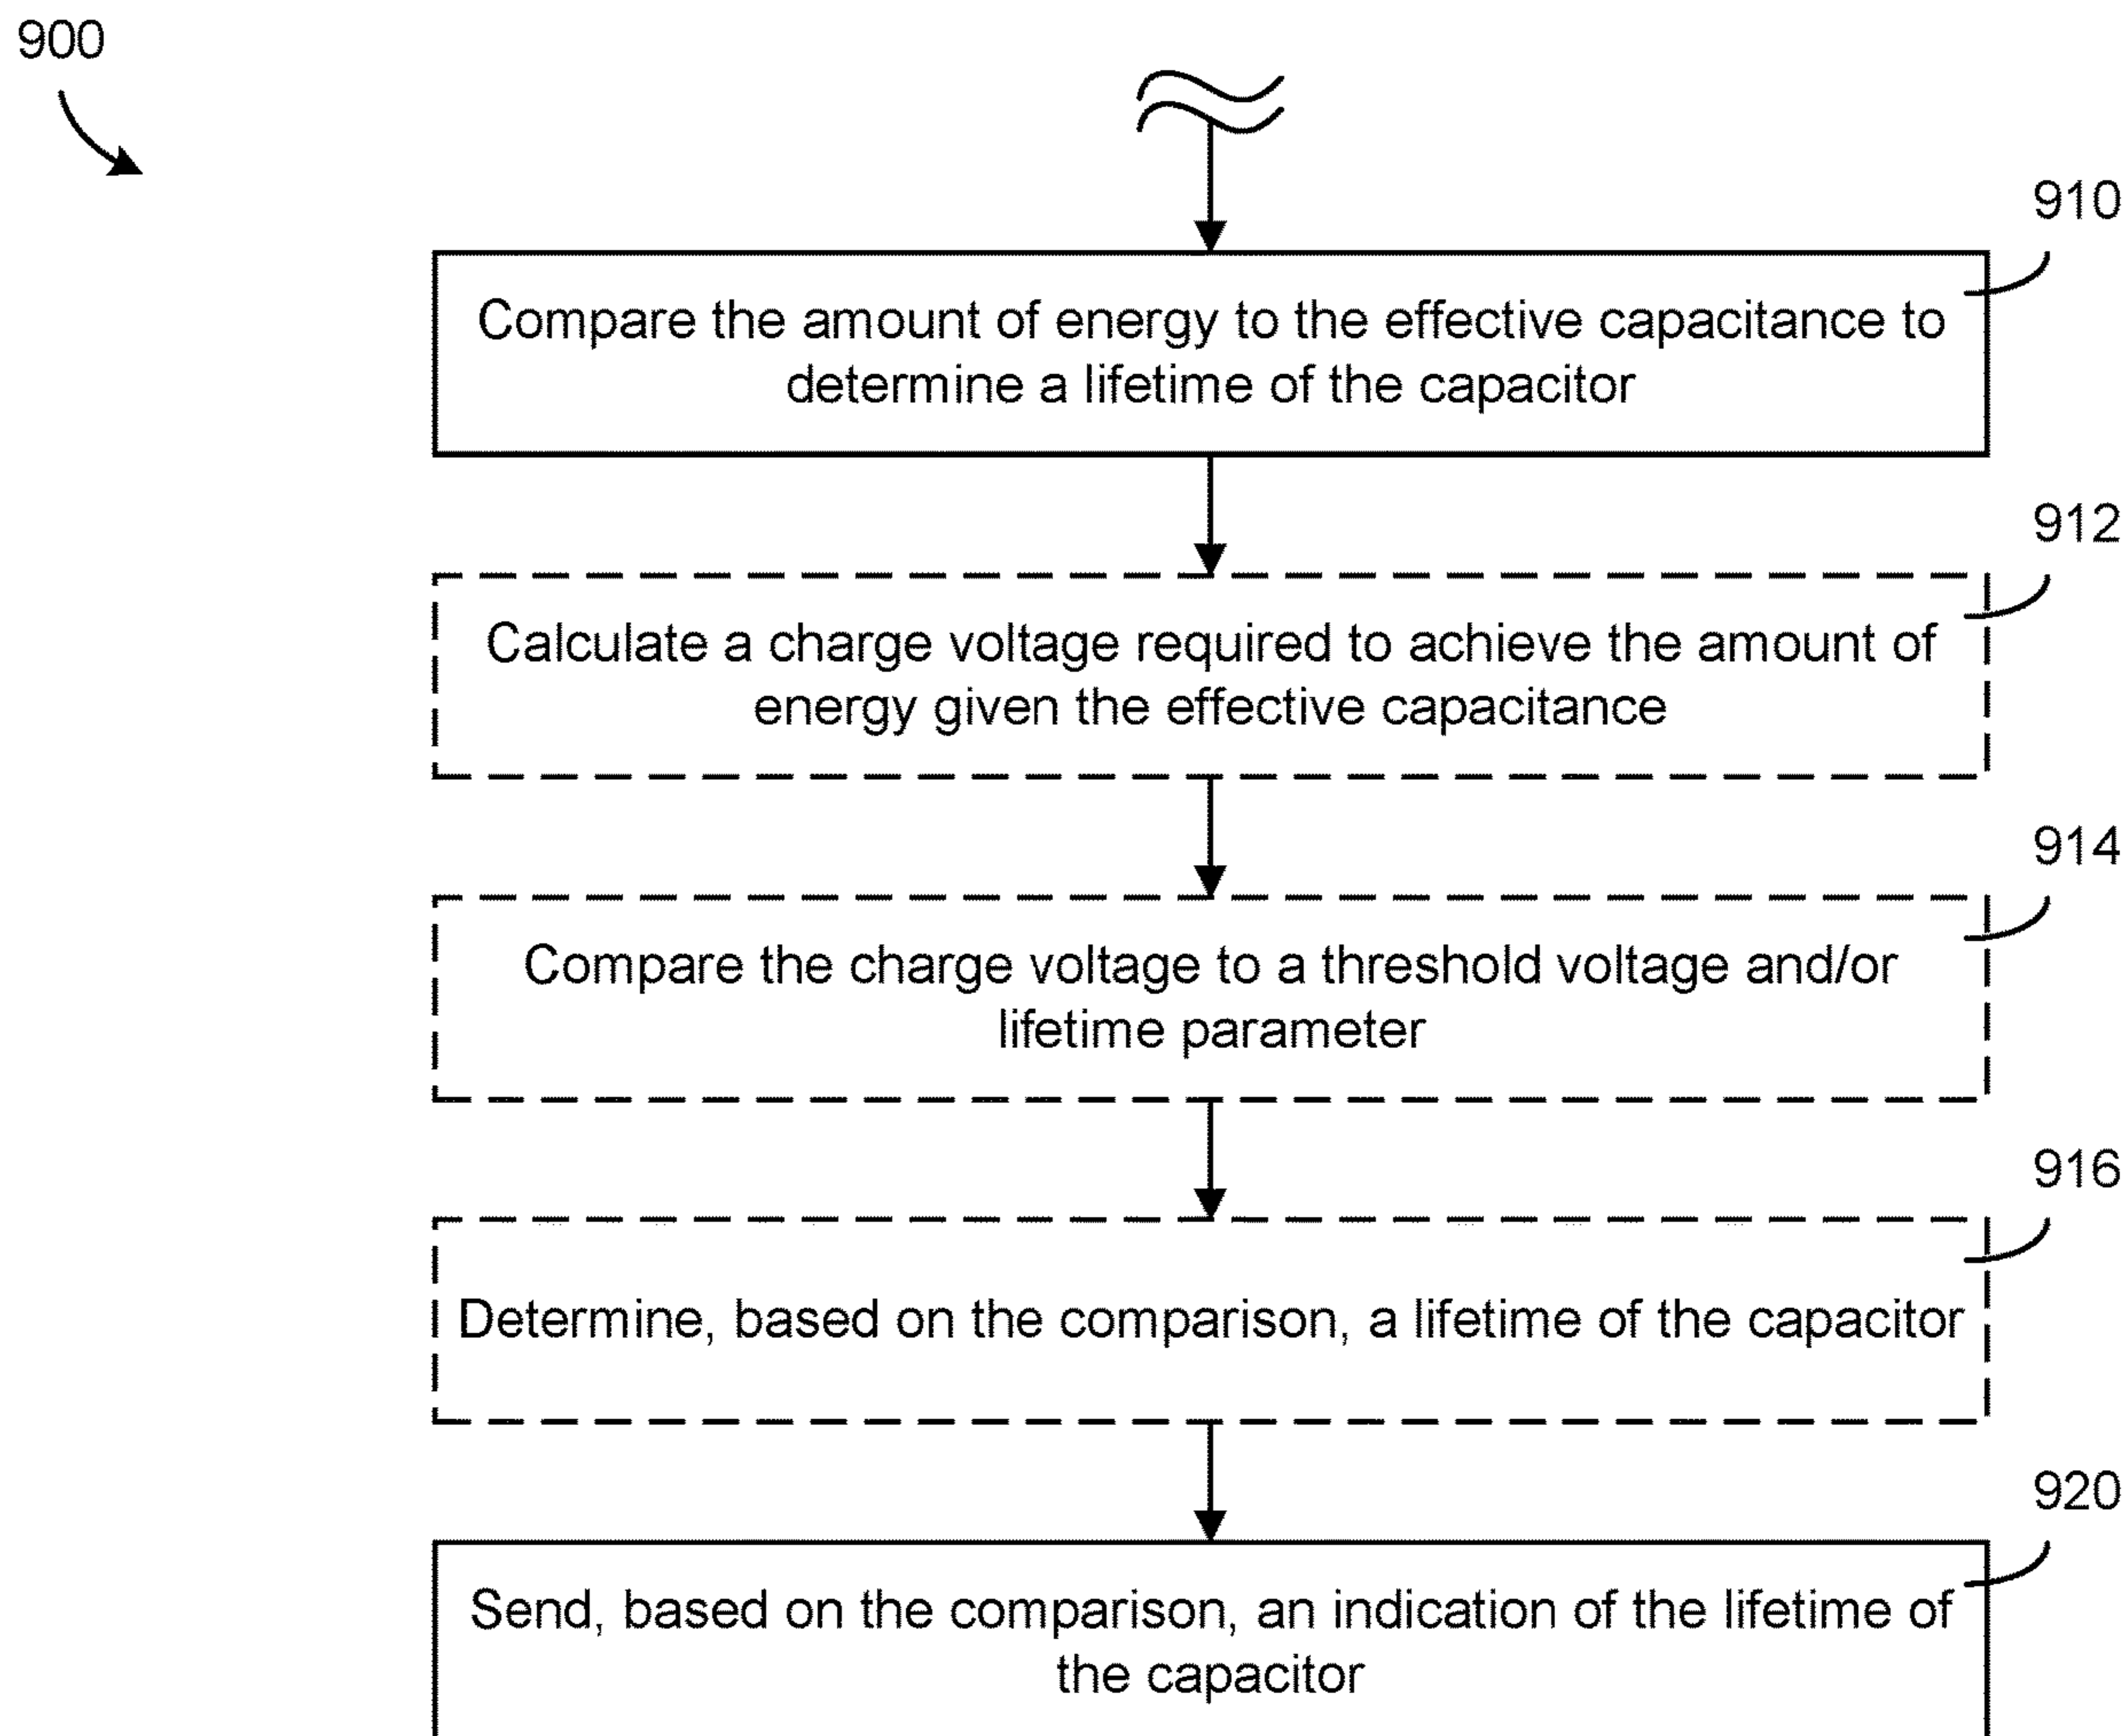 900
910
Compare the amount of energy to the effective capacitance to
determine a lifetime of the capacitor
912
Calculate a charge voltage required to achieve the amount of
energy given the effective capacitance
914
Compare the charge voltage to a threshold voltage and/or
lifetime parameter
916
Determine, based on the comparison, a lifetime of the capacitor
920
Send, based on the comparison, an indication of the lifetime of
the capacitor